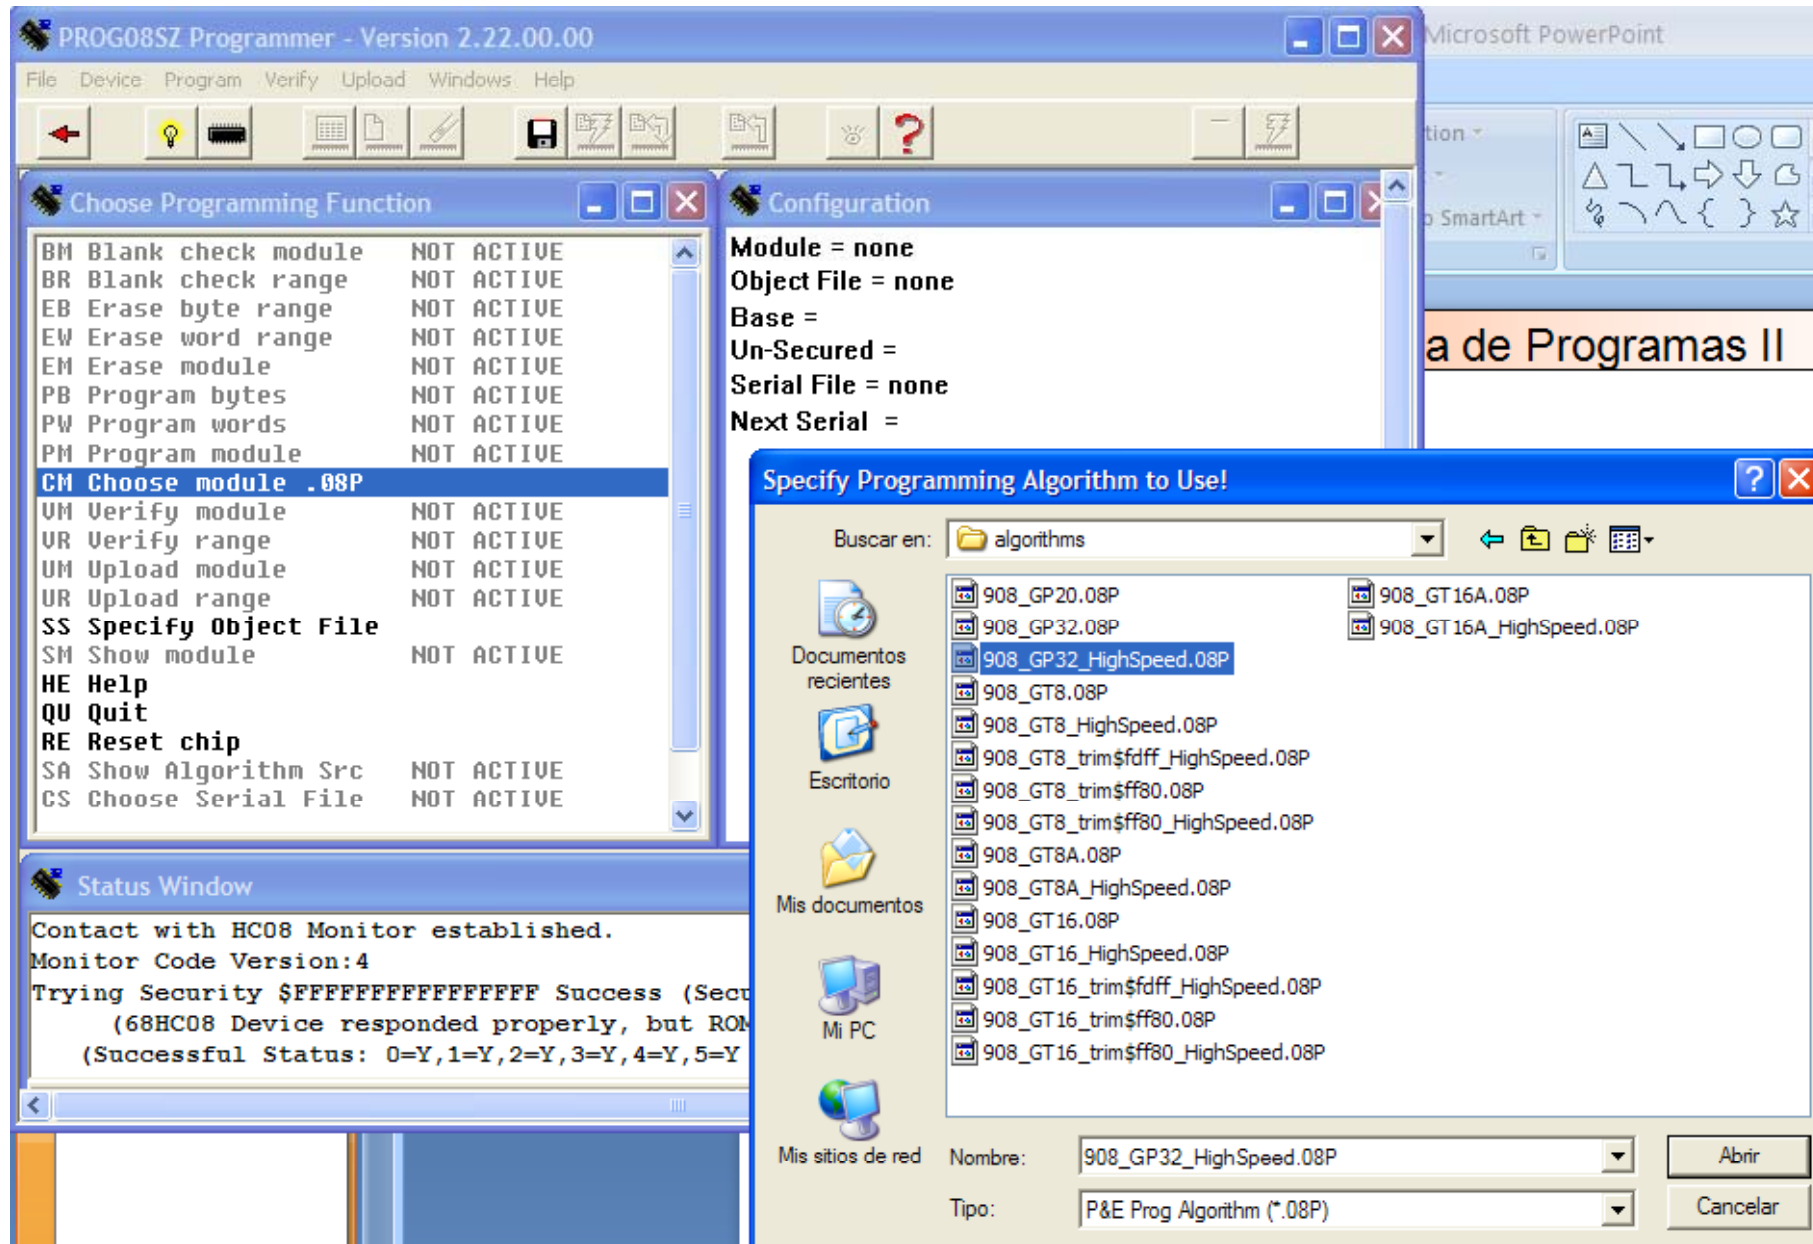 PROG08SZ Programmer - Version 2.22.00.00
Microsoft PowerPoint
File Device Program Verify Upload Windows Help
tion
SmartArt
a de Programas II
Choose Programming Function
BM Blank check module NOT ACTIVE
BR Blank check range NOT ACTIVE
EB Erase byte range NOT ACTIVE
EW Erase word range NOT ACTIVE
EM Erase module NOT ACTIVE
PB Program bytes NOT ACTIVE
PW Program words NOT ACTIVE
PM Program module NOT ACTIVE
CM Choose module .08P
VM Verify module NOT ACTIVE
VR Verify range NOT ACTIVE
UM Upload module NOT ACTIVE
UR Upload range NOT ACTIVE
SS Specify Object File
SM Show module NOT ACTIVE
HE Help
QU Quit
RE Reset chip
SA Show Algorithm Src NOT ACTIVE
CS Choose Serial File NOT ACTIVE
Configuration
Module = none
Object File = none
Base =
Un-Secured =
Serial File = none
Next Serial =
Status Window
Contact with HC08 Monitor established.
Monitor Code Version:4
Trying Security $FFFFFFFFFFFFFFFF Success (Secu
(68HC08 Device responded properly, but ROM
(Successful Status: 0=Y,1=Y,2=Y,3=Y,4=Y,5=Y
Specify Programming Algorithm to Use!
Buscar en: algorithms
Documentos recientes
Escritorio
Mis documentos
Mi PC
Mis sitios de red
908_GP20.08P
908_GP32.08P
908_GP32_HighSpeed.08P
908_GT8.08P
908_GT8_HighSpeed.08P
908_GT8_trim$fdff_HighSpeed.08P
908_GT8_trim$ff80.08P
908_GT8_trim$ff80_HighSpeed.08P
908_GT8A.08P
908_GT8A_HighSpeed.08P
908_GT16.08P
908_GT16_HighSpeed.08P
908_GT16_trim$fdff_HighSpeed.08P
908_GT16_trim$ff80.08P
908_GT16_trim$ff80_HighSpeed.08P
908_GT16A.08P
908_GT16A_HighSpeed.08P
Nombre: 908_GP32_HighSpeed.08P Abrir
Tipo: P&E Prog Algorithm (*.08P) Cancelar